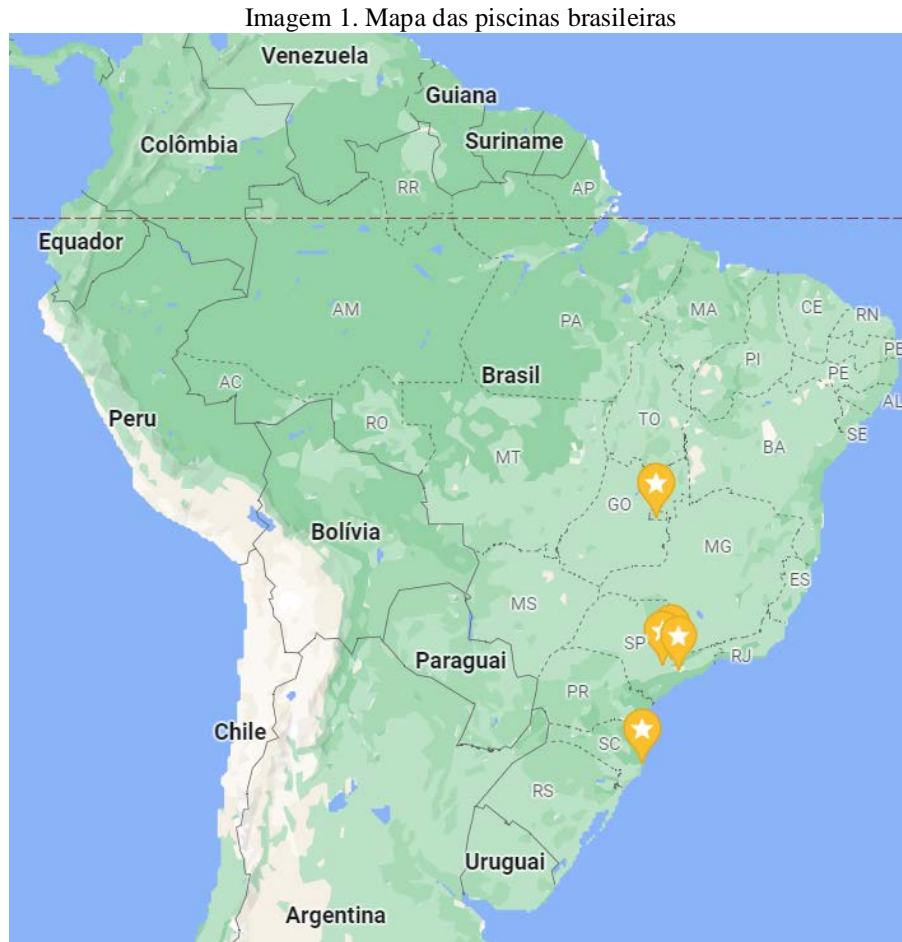 Imagem 1. Mapa das piscinas brasileiras
Venezuela
Guiana
Colômbia
Suriname
RR
AP
Equador
AM
PA
MA
CE
RN
PI
PB
PE
Brasil
AC
AL
Peru
RO
TO
SE
BA
MT
GO
Bolívia
MG
ES
MS
SP
RJ
Paraguai
PR
Chile
SC
RS
Uruguai
Argentina